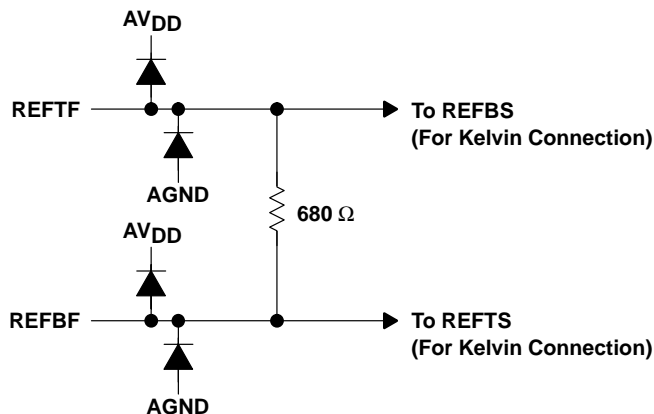 AVDD
REFTF
To REFBS
(For Kelvin Connection)
AGND
680 Ω
AVDD
REFBF
To REFTS
(For Kelvin Connection)
AGND